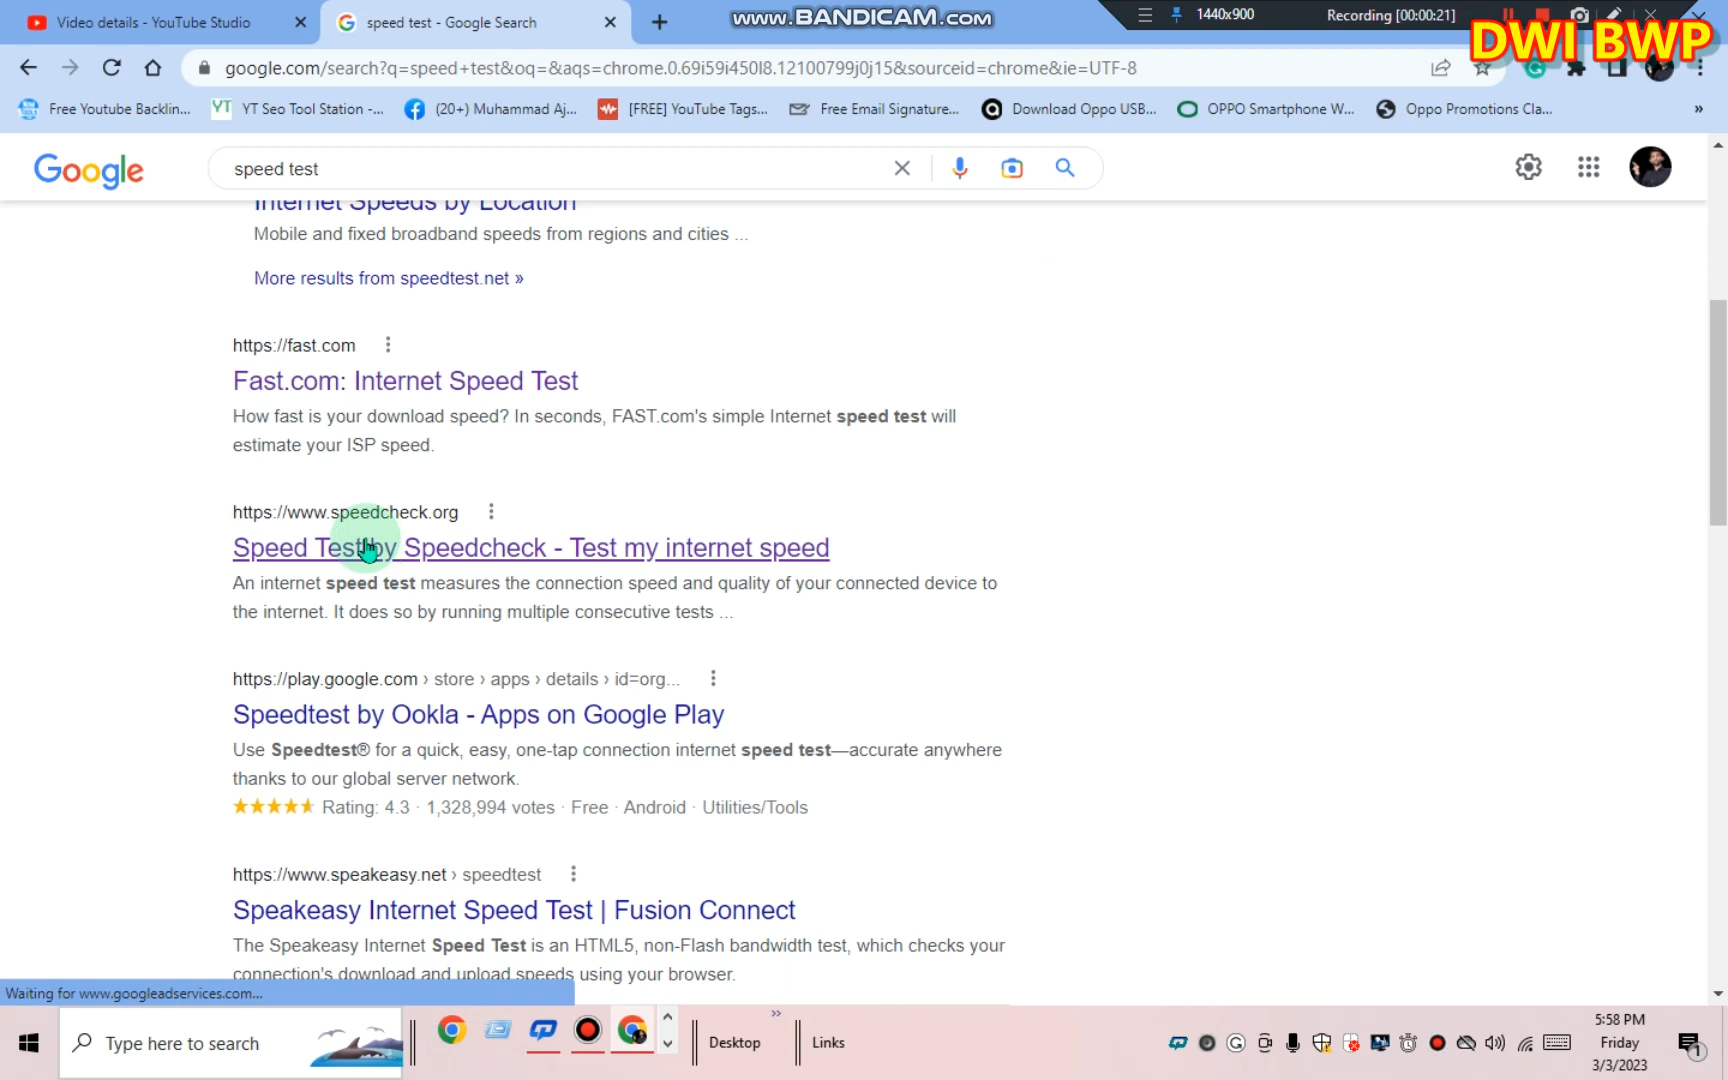 Video details - YouTube Studio
speed test - Google Search
www.BANDICAM.com
1440x900
Recording [00:00:21]
DWI BWP
google.com/search?q=speed+test&oq=&aqs=chrome.0.69i59i450l8.12100799j0j15&sourceid=chrome&ie=UTF-8
Free Youtube Backlin...
YT Seo Tool Station -...
(20+) Muhammad Aj...
[FREE] YouTube Tags...
Free Email Signature...
Download Oppo USB...
OPPO Smartphone W...
Oppo Promotions Cla...
»
Google
speed test
Internet Speeds by Location
Mobile and fixed broadband speeds from regions and cities ...
More results from speedtest.net »
https://fast.com
Fast.com: Internet Speed Test
How fast is your download speed? In seconds, FAST.com's simple Internet speed test will
estimate your ISP speed.
https://www.speedcheck.org
Speed Test by Speedcheck - Test my internet speed
An internet speed test measures the connection speed and quality of your connected device to
the internet. It does so by running multiple consecutive tests ...
https://play.google.com › store › apps › details › id=org...
Speedtest by Ookla - Apps on Google Play
Use Speedtest® for a quick, easy, one-tap connection internet speed test—accurate anywhere
thanks to our global server network.
Rating: 4.3 · 1,328,994 votes · Free · Android · Utilities/Tools
https://www.speakeasy.net › speedtest
Speakeasy Internet Speed Test | Fusion Connect
The Speakeasy Internet Speed Test is an HTML5, non-Flash bandwidth test, which checks your
connection's download and upload speeds using your browser.
Waiting for www.googleadservices.com...
Type here to search
Desktop
»
Links
5:58 PM
Friday
3/3/2023
1